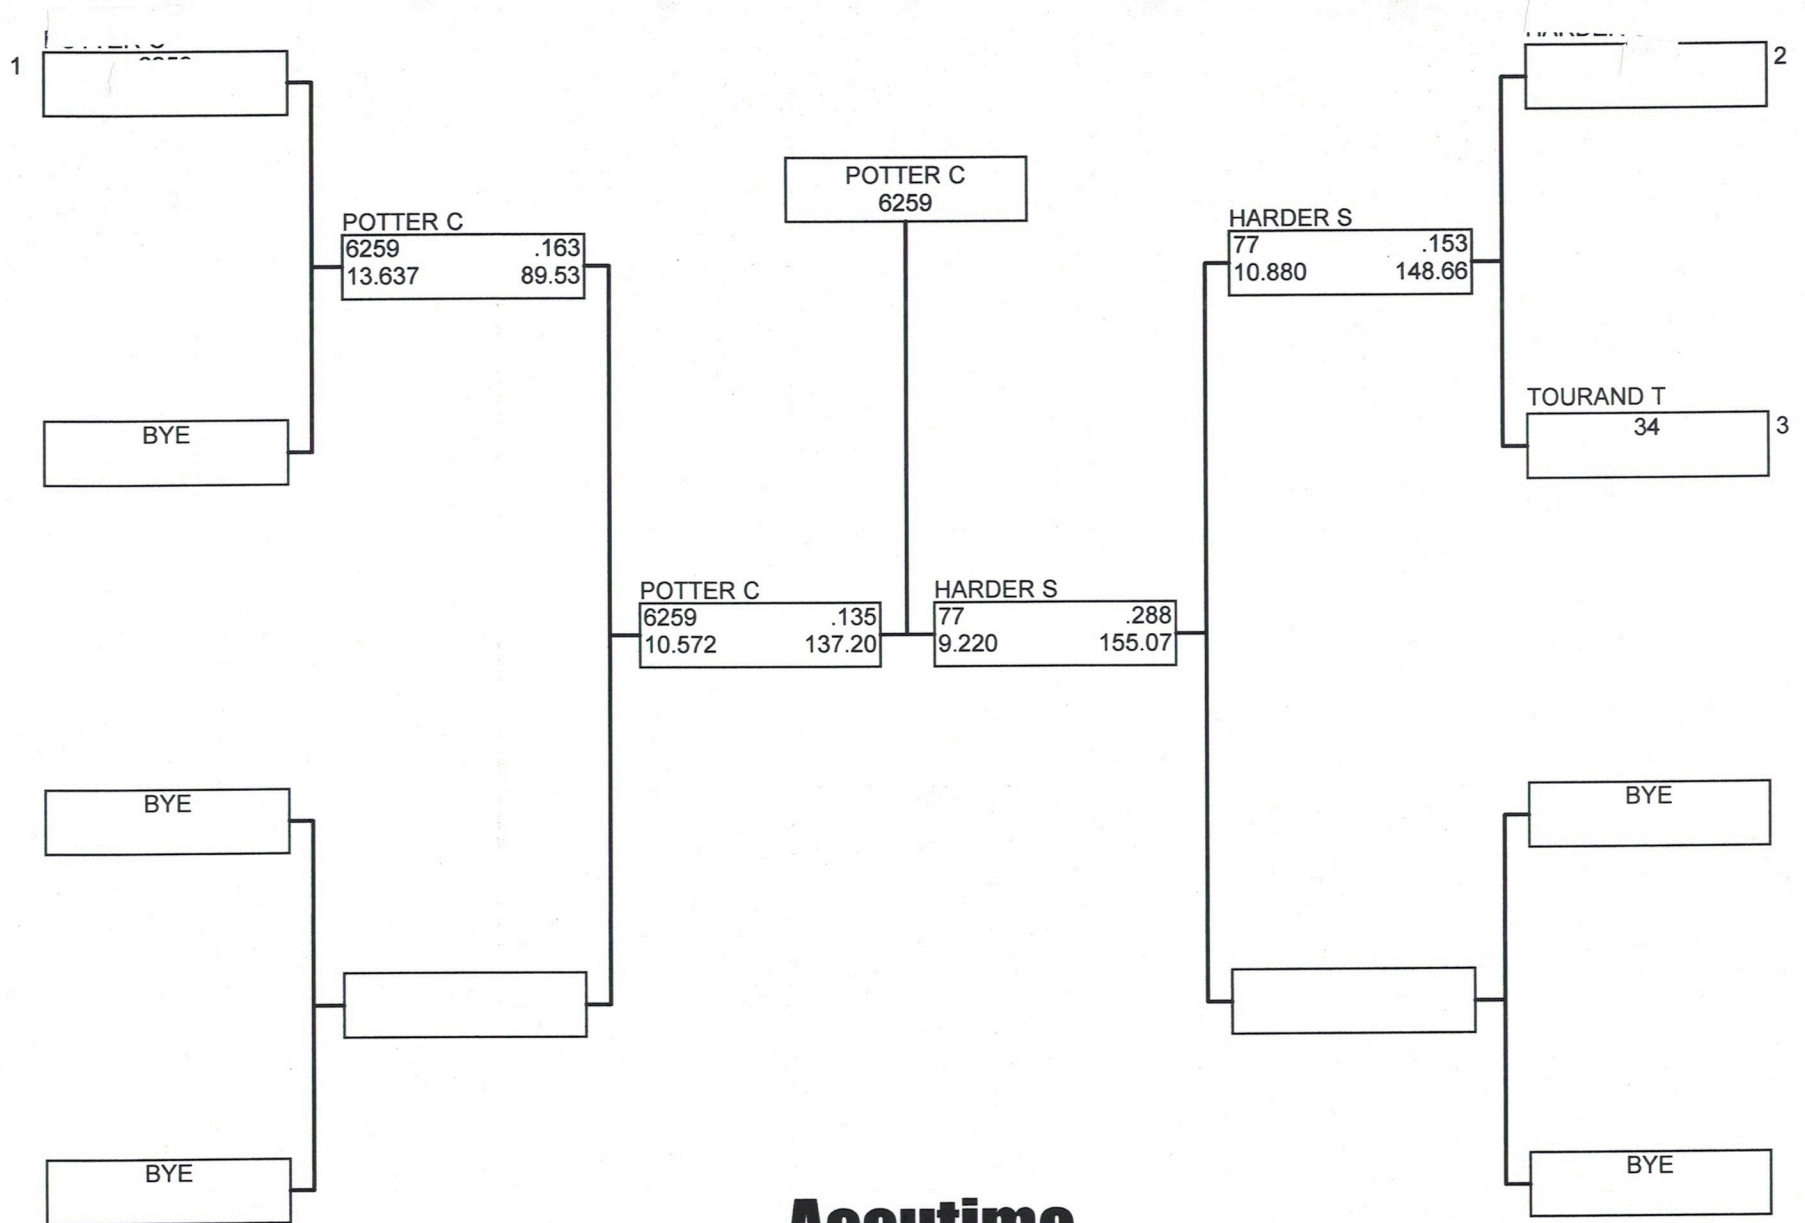 1
2
POTTER C
6259
POTTER C
6259 .163
13.637 89.53
HARDER S
77 .153
10.880 148.66
TOURAND T
34
3
BYE
POTTER C
6259 .135
10.572 137.20
HARDER S
77 .288
9.220 155.07
BYE
BYE
BYE
BYE
Accutime